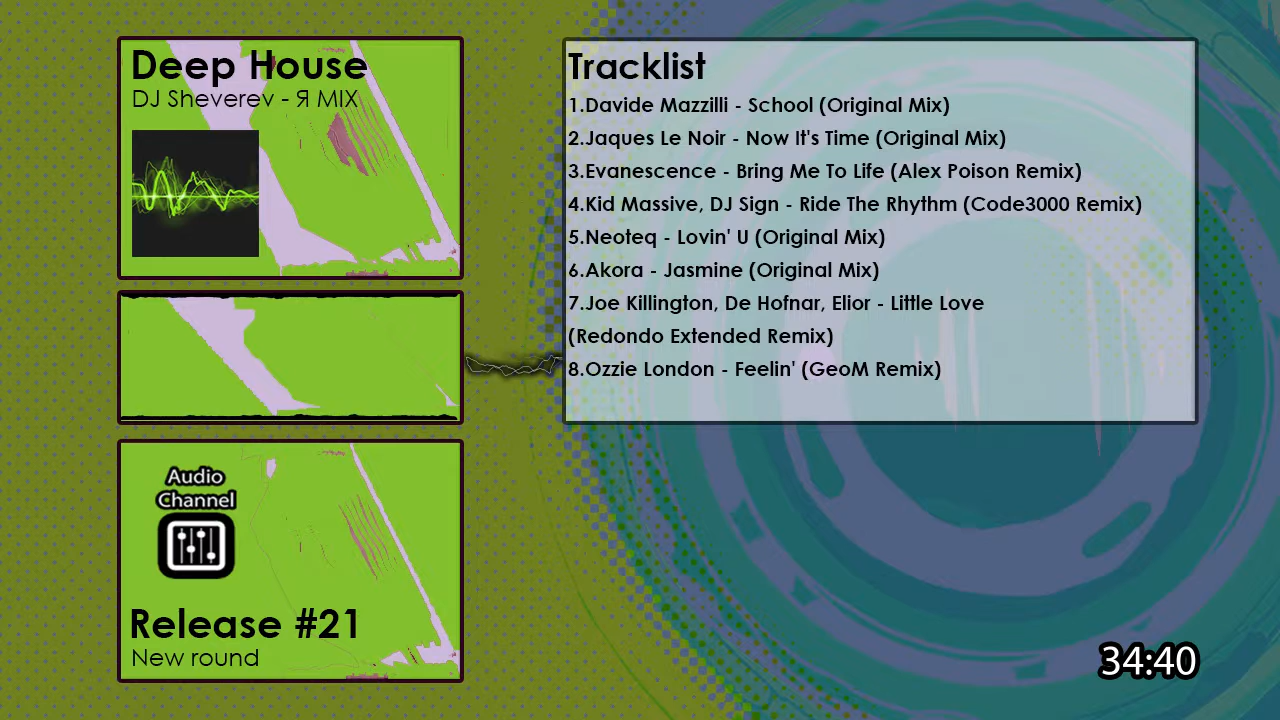 Deep House
DJ Sheverev - Я MIX
Tracklist
1.Davide Mazzilli - School (Original Mix)
2.Jaques Le Noir - Now It's Time (Original Mix)
3.Evanescence - Bring Me To Life (Alex Poison Remix)
4.Kid Massive, DJ Sign - Ride The Rhythm (Code3000 Remix)
5.Neoteq - Lovin' U (Original Mix)
6.Akora - Jasmine (Original Mix)
7.Joe Killington, De Hofnar, Elior - Little Love
(Redondo Extended Remix)
8.Ozzie London - Feelin' (GeoM Remix)
Audio
Channel
Release #21
New round
34:40